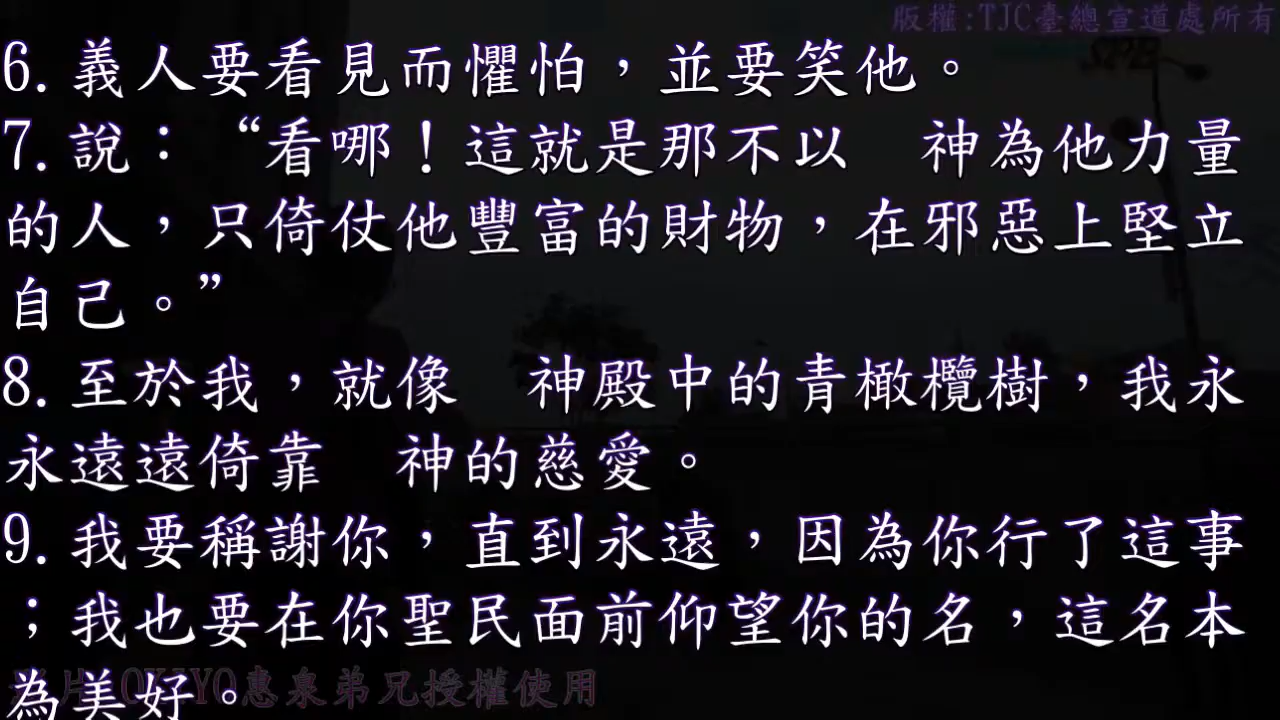 版權:TJC臺總宣道處所有
6.義人要看見而懼怕，並要笑他。
7.說：“看哪！這就是那不以　神為他力量
的人，只倚仗他豐富的財物，在邪惡上堅立
自己。”
8.至於我，就像　神殿中的青橄欖樹，我永
永遠遠倚靠　神的慈愛。
9.我要稱謝你，直到永遠，因為你行了這事
；我也要在你聖民面前仰望你的名，這名本
為美好。
惠泉弟兄授權使用